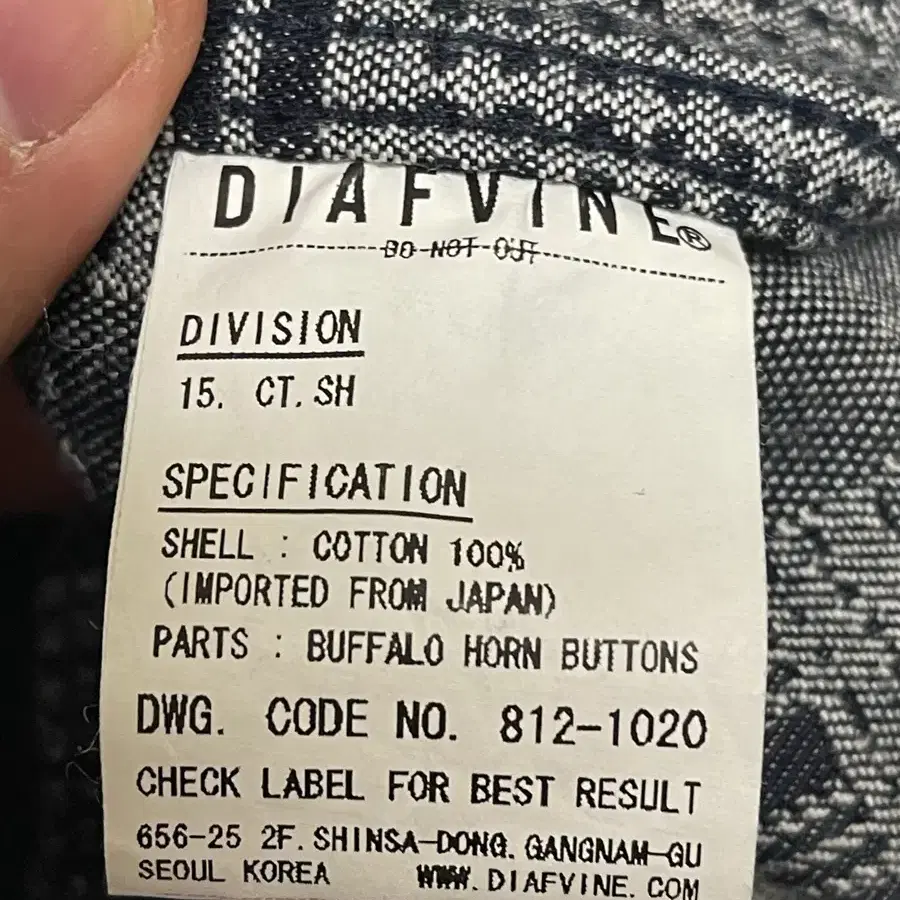 DIAFVINE®
DO NOT OUT
DIVISION
15. CT. SH
SPECIFICATION
SHELL : COTTON 100%
(IMPORTED FROM JAPAN)
PARTS : BUFFALO HORN BUTTONS
DWG. CODE NO. 812-1020
CHECK LABEL FOR BEST RESULT
656-25 2F. SHINSA-DONG. GANGNAM-GU
SEOUL KOREA WWW.DIAFVINE.COM